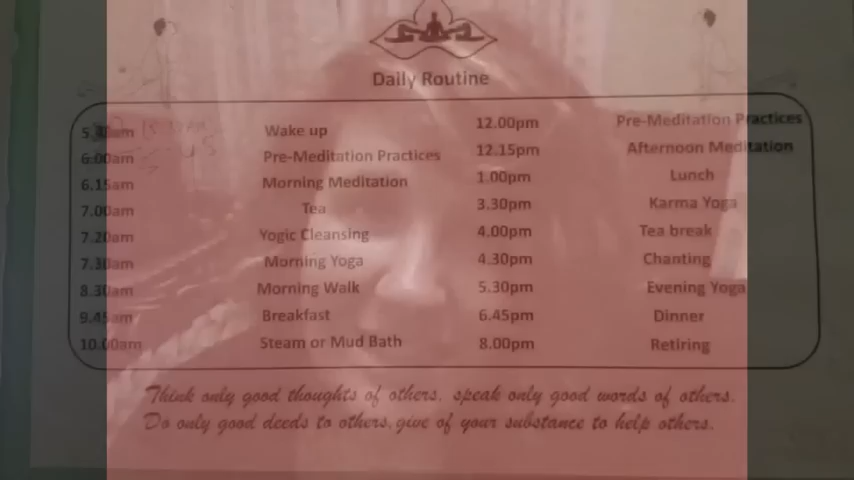 Daily Routine
5.30am Wake up 12.00pm Pre-Meditation Practices
6:00am Pre-Meditation Practices 12.15pm Afternoon Meditation
6.15am Morning Meditation 1.00pm Lunch
7.00am Tea 3.30pm Karma Yoga
7.20am Yogic Cleansing 4.00pm Tea break
7.30am Morning Yoga 4.30pm Chanting
8.30am Morning Walk 5.30pm Evening Yoga
9.45am Breakfast 6.45pm Dinner
10.00am Steam or Mud Bath 8.00pm Retiring
Think only good thoughts of others, speak only good words of others.
Do only good deeds to others, give of your substance to help others.